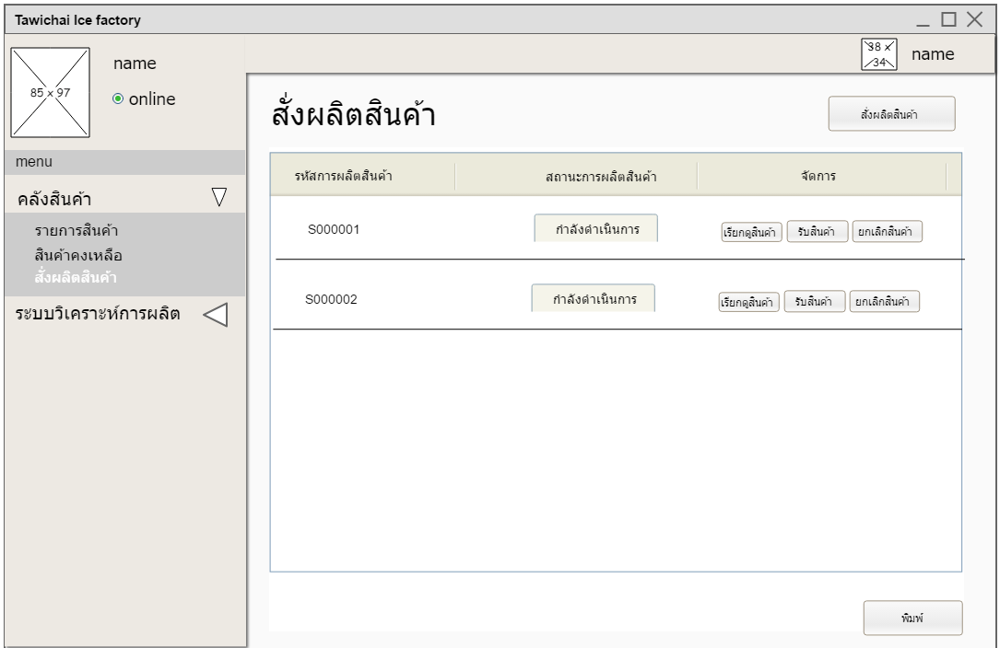 Tawichai Ice factory
38 x 34
name
85 x 97
name
online
menu
คลังสินค้า
รายการสินค้า
สินค้าคงเหลือ
สั่งผลิตสินค้า
ระบบวิเคราะห์การผลิต
สั่งผลิตสินค้า
สั่งผลิตสินค้า
รหัสการผลิตสินค้า สถานะการผลิตสินค้า จัดการ
S000001 กำลังดำเนินการ เรียกดูสินค้า รับสินค้า ยกเลิกสินค้า
S000002 กำลังดำเนินการ เรียกดูสินค้า รับสินค้า ยกเลิกสินค้า
พิมพ์